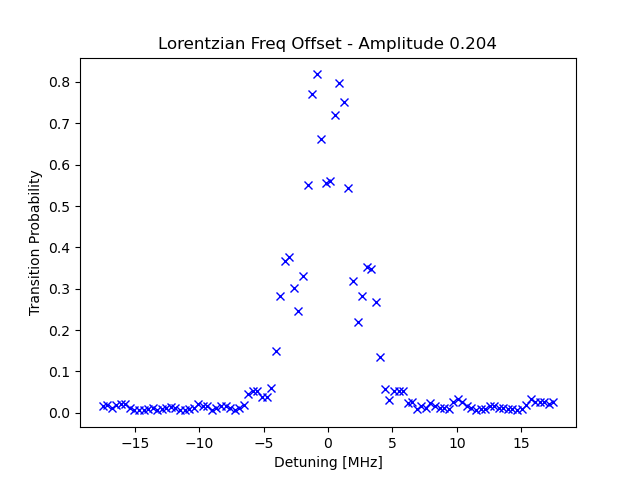 Lorentzian Freq Offset - Amplitude 0.204
Transition Probability
0.8
0.7
0.6
0.5
0.4
0.3
0.2
0.1
0.0
−15 −10 −5 0 5 10 15
Detuning [MHz]